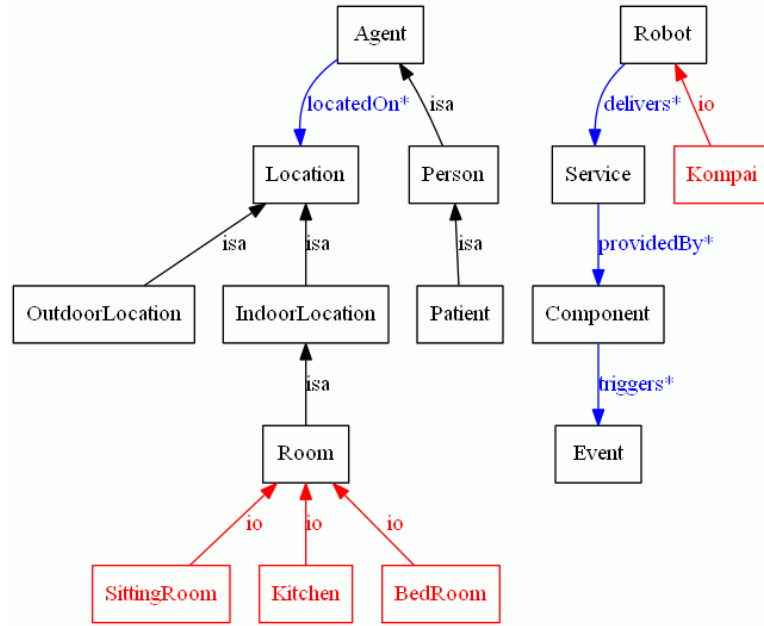 Agent
Robot
locatedOn*
isa
delivers*
io
Location
Person
Service
Kompai
isa
isa
isa
providedBy*
OutdoorLocation
IndoorLocation
Patient
Component
isa
triggers*
Room
Event
io
io
io
SittingRoom
Kitchen
BedRoom